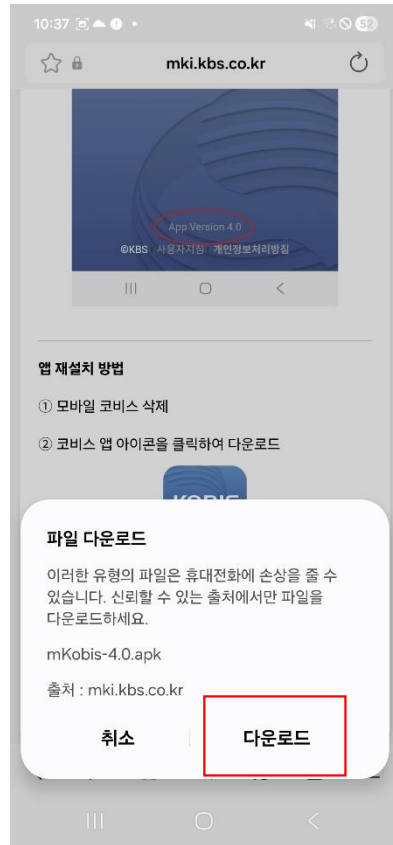 10:37
52
mki.kbs.co.kr
App Version 4.0
©KBS 사용자지침 개인정보처리방침
앱 재설치 방법
① 모바일 코비스 삭제
② 코비스 앱 아이콘을 클릭하여 다운로드
KOBIS
파일 다운로드
이러한 유형의 파일은 휴대전화에 손상을 줄 수
있습니다. 신뢰할 수 있는 출처에서만 파일을
다운로드하세요.
mKobis-4.0.apk
출처 : mki.kbs.co.kr
취소 다운로드